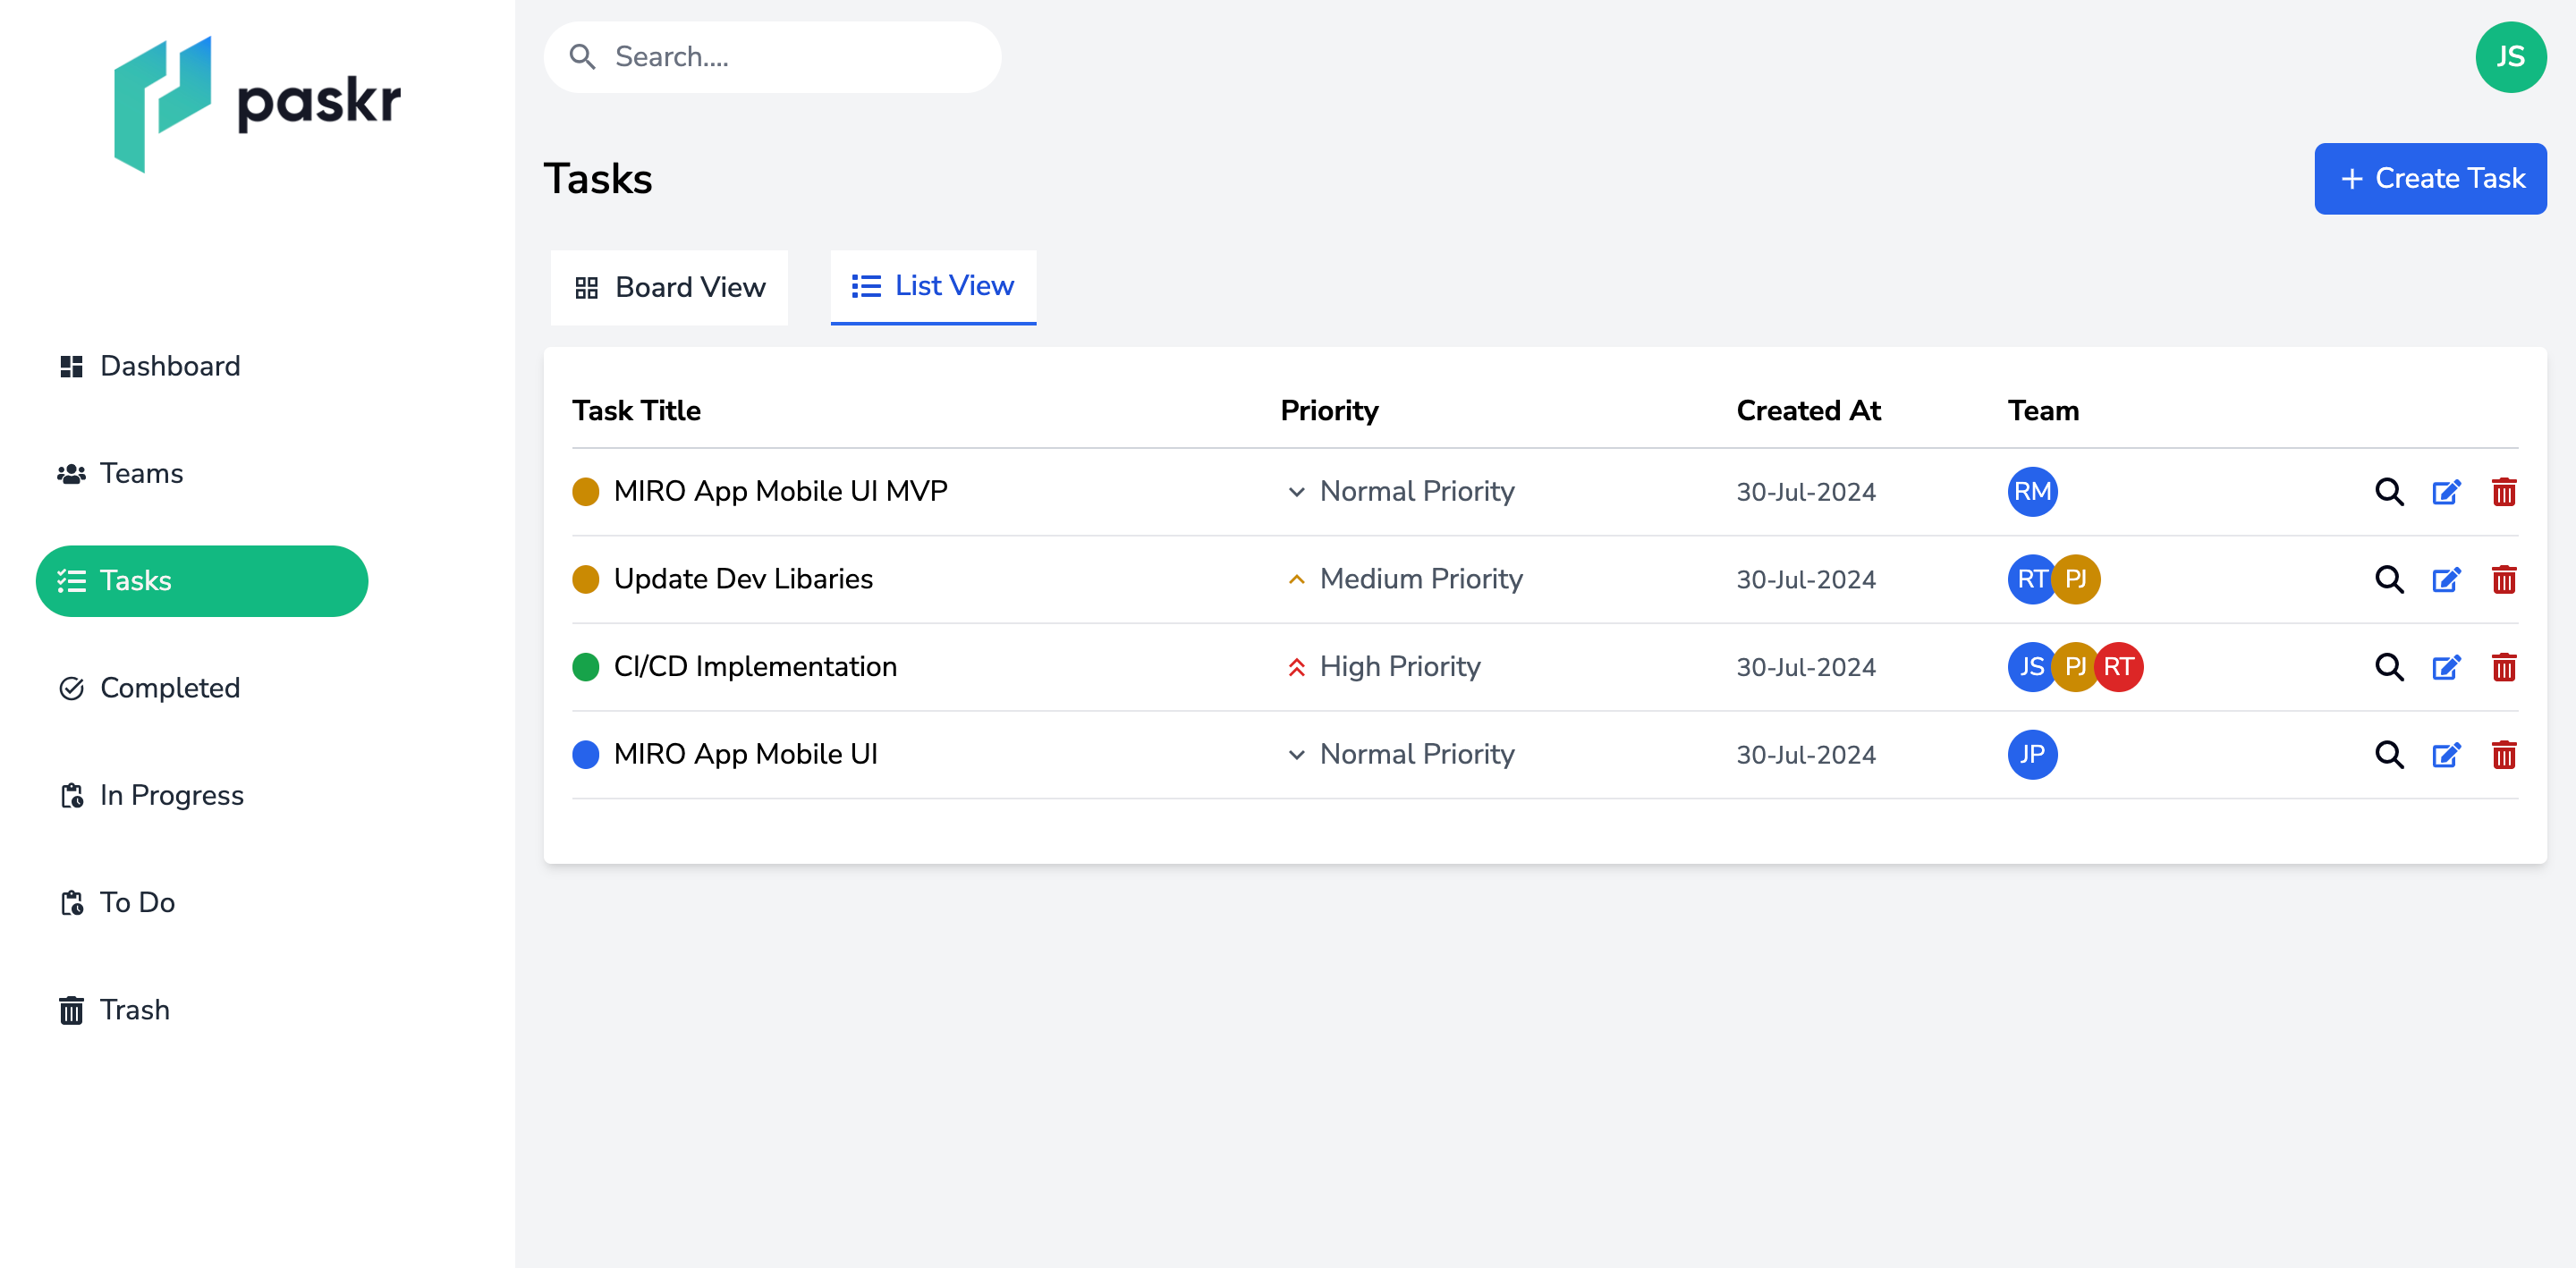 paskr
Dashboard
Teams
Tasks
Completed
In Progress
To Do
Trash
Search....
JS
Tasks
+ Create Task
Board View
List View
Task Title Priority Created At Team
MIRO App Mobile UI MVP Normal Priority 30-Jul-2024 RM
Update Dev Libaries Medium Priority 30-Jul-2024 RT PJ
CI/CD Implementation High Priority 30-Jul-2024 JS PJ RT
MIRO App Mobile UI Normal Priority 30-Jul-2024 JP